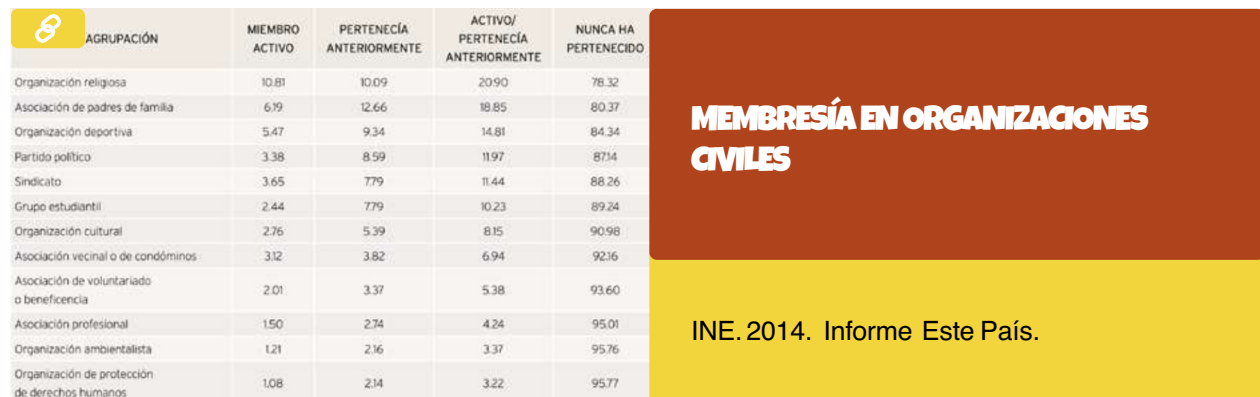 AGRUPACIÓN MIEMBRO ACTIVO PERTENECÍA ANTERIORMENTE ACTIVO/ PERTENECÍA ANTERIORMENTE NUNCA HA PERTENECIDO
Organización religiosa 10.81 10.09 20.90 78.32
Asociación de padres de familia 6.19 12.66 18.85 80.37
Organización deportiva 5.47 9.34 14.81 84.34
Partido político 3.38 8.59 11.97 87.14
Sindicato 3.65 7.79 11.44 88.26
Grupo estudiantil 2.44 7.79 10.23 89.24
Organización cultural 2.76 5.39 8.15 90.98
Asociación vecinal o de condóminos 3.12 3.82 6.94 92.16
Asociación de voluntariado
o beneficencia 2.01 3.37 5.38 93.60
Asociación profesional 1.50 2.74 4.24 95.01
Organización ambientalista 1.21 2.16 3.37 95.76
Organización de protección
de derechos humanos 1.08 2.14 3.22 95.77
MEMBRESÍA EN ORGANIZACIONES
CIVILES
INE. 2014. Informe Este País.